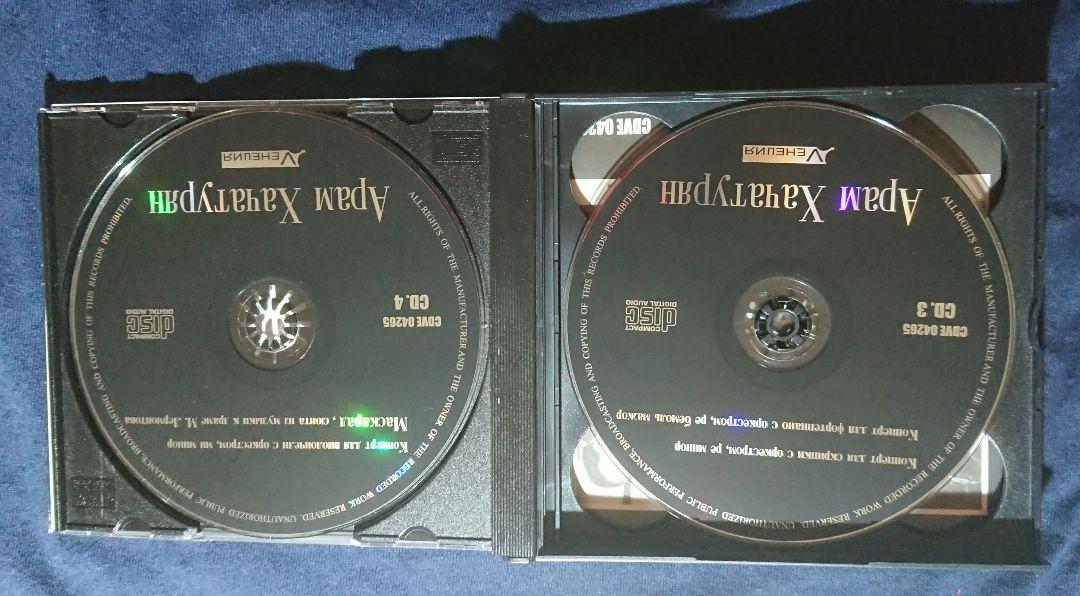 Концерт для скрипки с оркестром, ре минор
Концерт для фортепиано с оркестром, ре бемоль мажор
CDVE 04265
CD. 3
COMPACT
disc
DIGITAL AUDIO
Арам Хачатурян
VЕНЕЦИЯ
ALL RIGHTS OF THE MANUFACTURER AND THE OWNER OF THE RECORDED WORK RESERVED. UNAUTHORIZED PUBLIC PERFORMANCE, BROADCASTING AND COPYING OF THIS RECORDS PROHIBITED.
Концерт для виолончели с оркестром, ми минор
Маскарад, сюита из музыки к драме М. Лермонтова
CDVE 04265
CD. 4
COMPACT
disc
DIGITAL AUDIO
Арам Хачатурян
VЕНЕЦИЯ
ALL RIGHTS OF THE MANUFACTURER AND THE OWNER OF THE RECORDED WORK RESERVED. UNAUTHORIZED PUBLIC PERFORMANCE, BROADCASTING AND COPYING OF THIS RECORDS PROHIBITED.